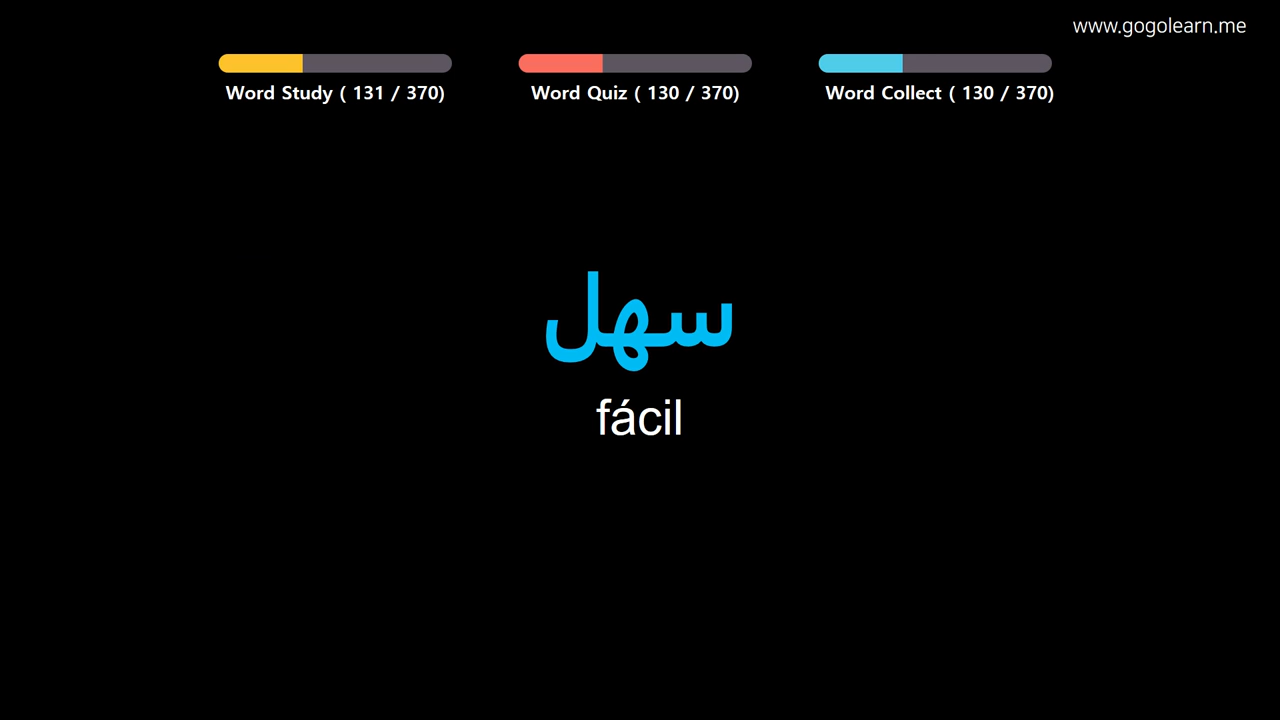 www.gogolearn.me
Word Study ( 131 / 370)
Word Quiz ( 130 / 370)
Word Collect ( 130 / 370)
سهل
fácil